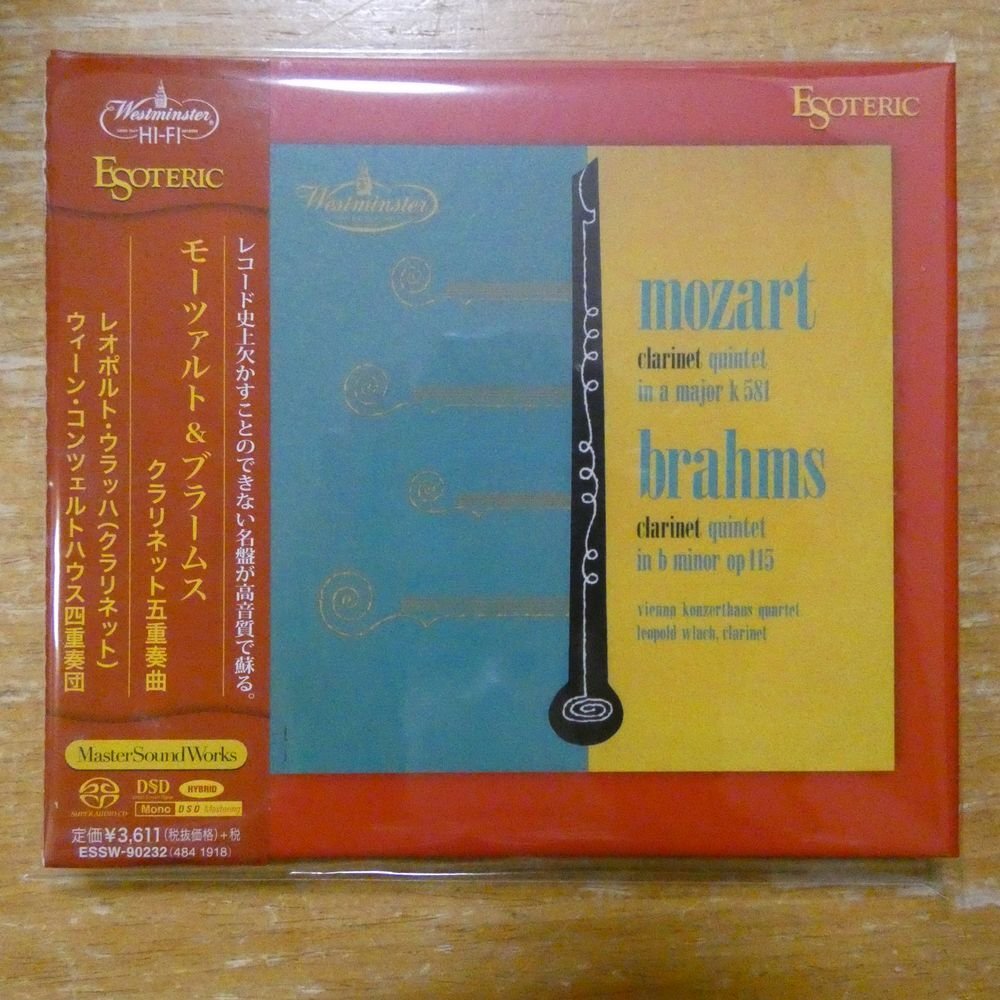 Westminster
HI-FI
ESOTERIC
レコード史上欠かすことのできない名盤が高音質で蘇る。
モーツァルト&ブラームス
クラリネット五重奏曲
レオポルト・ウラッハ(クラリネット)
ウィーン・コンツェルトハウス四重奏団
MasterSoundWorks
SUPER AUDIO CD
DSD
HYBRID
Mono DSD Mastering
定価¥3,611(税抜価格)+税
ESSW-90232(484 1918)
ESOTERIC
Westminster
mozart
clarinet quintet
in a major k 581
brahms
clarinet quintet
in b minor op 115
vienna konzerthaus quartet
leopold wlach, clarinet